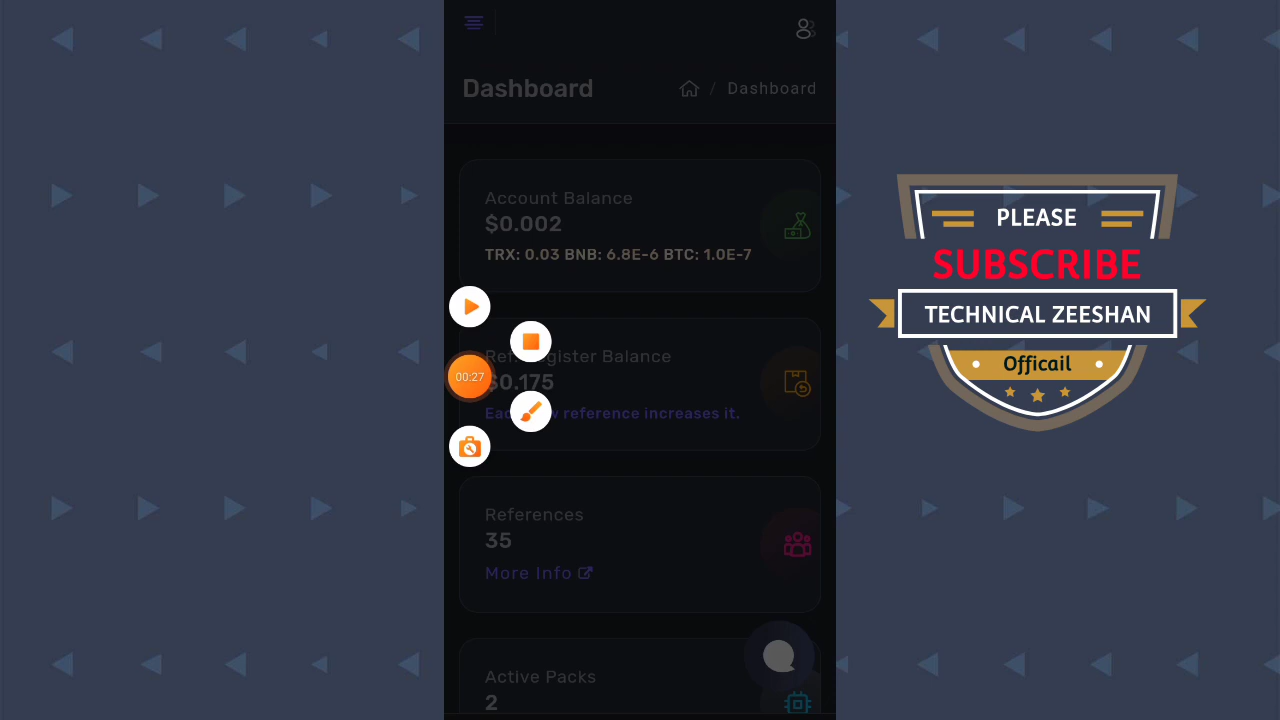 Dashboard
/ Dashboard
Account Balance
$0.002
TRX: 0.03 BNB: 6.8E-6 BTC: 1.0E-7
Balance
$0.175
reference increases it.
00:27
References
35
More Info
Active Packs
2
PLEASE
SUBSCRIBE
TECHNICAL ZEESHAN
Officail